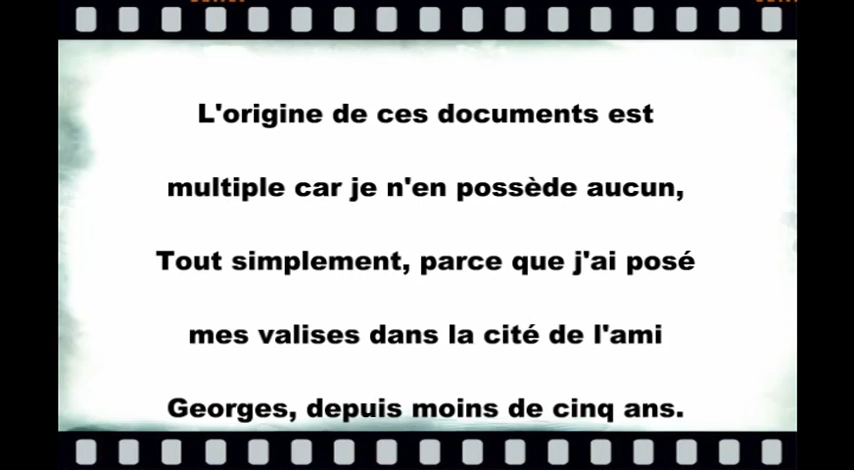 L'origine de ces documents est
multiple car je n'en possède aucun,
Tout simplement, parce que j'ai posé
mes valises dans la cité de l'ami
Georges, depuis moins de cinq ans.